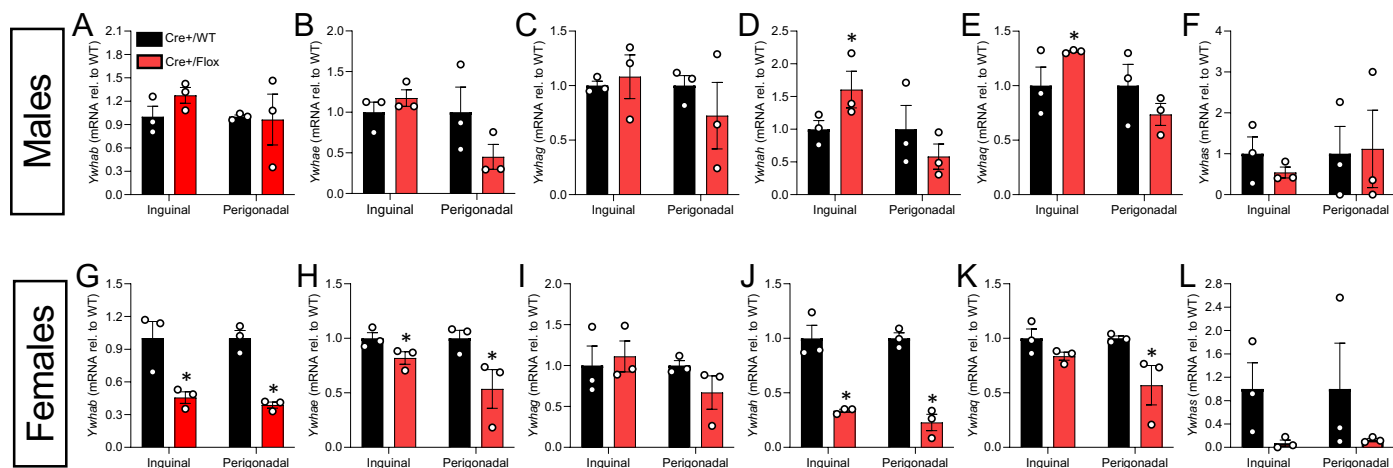 Males
A
Ywhab (mRNA rel. to WT)
1.2
0.9
0.6
0.3
0.0
2.1
1.8
1.5
Cre+/WT
Cre+/Flox
Inguinal
Perigonadal
B
Ywhae (mRNA rel. to WT)
2.0
1.5
1.0
0.5
0.0
Inguinal
Perigonadal
C
Ywhag (mRNA rel. to WT)
1.5
1.0
0.5
0.0
Inguinal
Perigonadal
D
Ywhah (mRNA rel. to WT)
2.5
2.0
1.5
1.0
0.5
0.0
*
Inguinal
Perigonadal
E
Ywhaq (mRNA rel. to WT)
1.5
1.0
0.5
0.0
*
Inguinal
Perigonadal
F
Ywhas (mRNA rel. to WT)
4
3
2
1
0
Inguinal
Perigonadal
Females
G
Ywhab (mRNA rel. to WT)
1.5
1.2
0.9
0.6
0.3
0.0
*
*
Inguinal
Perigonadal
H
Ywhae (mRNA rel. to WT)
1.5
1.0
0.5
0.0
*
*
Inguinal
Perigonadal
I
Ywhag (mRNA rel. to WT)
2.0
1.5
1.0
0.5
0.0
Inguinal
Perigonadal
J
Ywhah (mRNA rel. to WT)
1.5
1.0
0.5
0.0
*
*
Inguinal
Perigonadal
K
Ywhaq (mRNA rel. to WT)
1.5
1.0
0.5
0.0
*
Inguinal
Perigonadal
L
Ywhas (mRNA rel. to WT)
2.8
2.4
2.0
1.6
1.2
0.8
0.4
0.0
Inguinal
Perigonadal